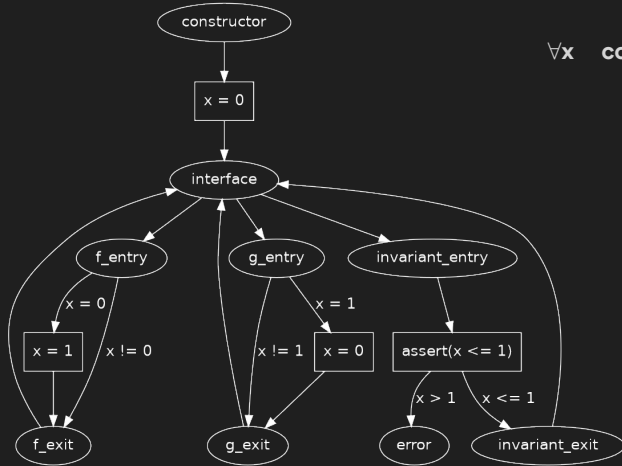 constructor
∀x
x = 0
interface
f_entry
g_entry
invariant_entry
x = 0
x = 1
x = 1
x != 0
x != 1
x = 0
assert(x <= 1)
x > 1
x <= 1
f_exit
g_exit
error
invariant_exit